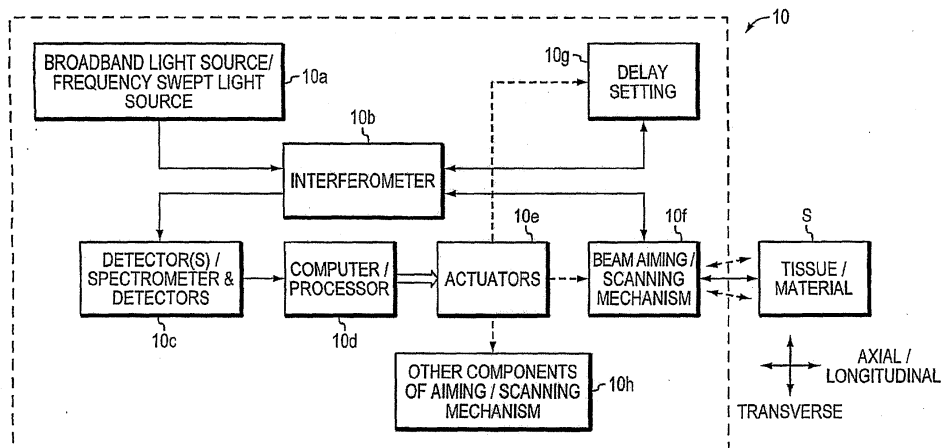 10
BROADBAND LIGHT SOURCE/
FREQUENCY SWEPT LIGHT
SOURCE
10a
10g
DELAY
SETTING
10b
INTERFEROMETER
10e
10f
S
DETECTOR(S) /
SPECTROMETER &
DETECTORS
10c
COMPUTER /
PROCESSOR
10d
ACTUATORS
BEAM AIMING /
SCANNING
MECHANISM
TISSUE /
MATERIAL
OTHER COMPONENTS
OF AIMING / SCANNING
MECHANISM
10h
AXIAL /
LONGITUDINAL
TRANSVERSE